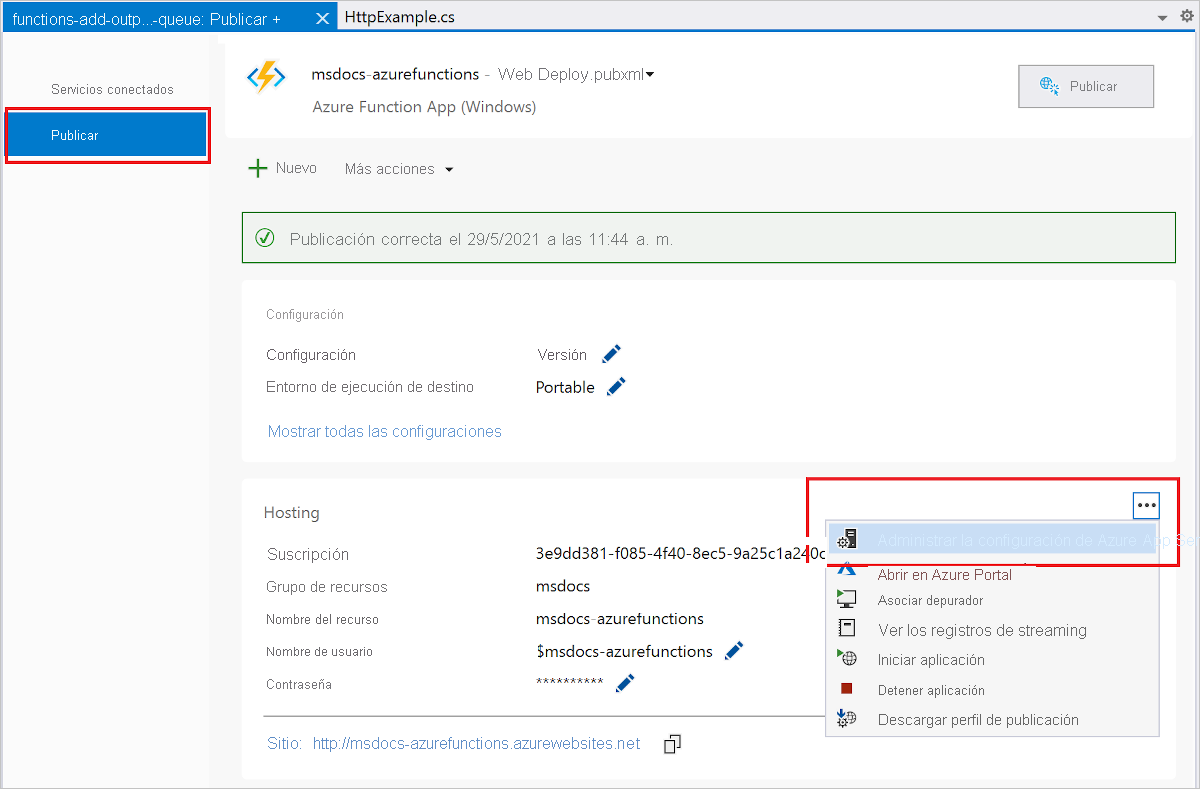 functions-add-outp...-queue: Publicar +
HttpExample.cs
Servicios conectados
Publicar
msdocs-azurefunctions - Web Deploy.pubxml
Azure Function App (Windows)
Publicar
Nuevo
Más acciones
Publicación correcta el 29/5/2021 a las 11:44 a. m.
Configuración
Configuración
Versión
Entorno de ejecución de destino
Portable
Mostrar todas las configuraciones
Hosting
Suscripción
3e9dd381-f085-4f40-8ec5-9a25c1a240c
Grupo de recursos
msdocs
Nombre del recurso
msdocs-azurefunctions
Nombre de usuario
$msdocs-azurefunctions
Contraseña
**********
Sitio: http://msdocs-azurefunctions.azurewebsites.net
Administrar la configuración de Azure App Se
Abrir en Azure Portal
Asociar depurador
Ver los registros de streaming
Iniciar aplicación
Detener aplicación
Descargar perfil de publicación